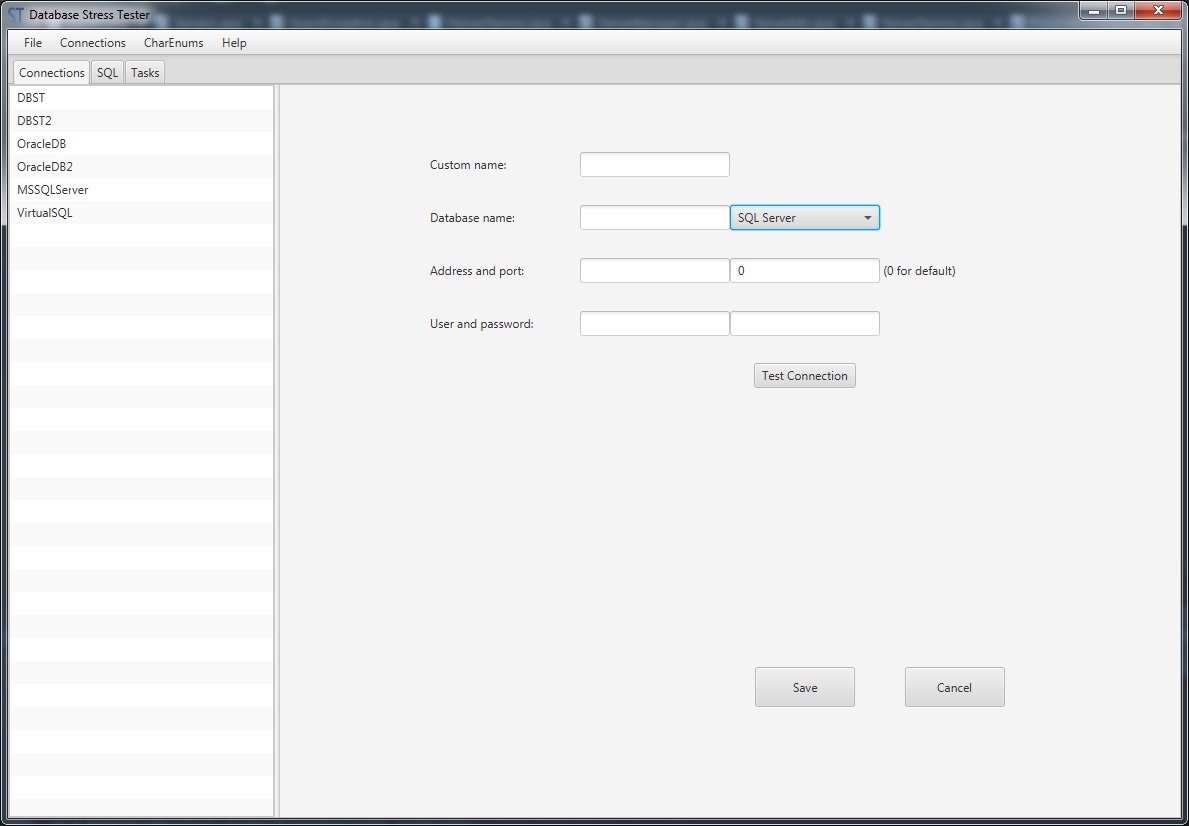 ST Database Stress Tester
File Connections CharEnums Help
Connections SQL Tasks
DBST
DBST2
OracleDB
OracleDB2
MSSQLServer
VirtualSQL
Custom name:
Database name: SQL Server
Address and port: 0 (0 for default)
User and password:
Test Connection
Save Cancel